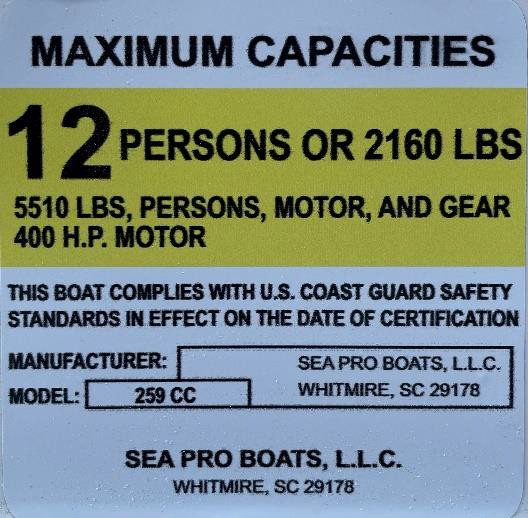 MAXIMUM CAPACITIES
12 PERSONS OR 2160 LBS
5510 LBS, PERSONS, MOTOR, AND GEAR
400 H.P. MOTOR
THIS BOAT COMPLIES WITH U.S. COAST GUARD SAFETY
STANDARDS IN EFFECT ON THE DATE OF CERTIFICATION
MANUFACTURER: SEA PRO BOATS, L.L.C.
WHITMIRE, SC 29178
MODEL: 259 CC
SEA PRO BOATS, L.L.C.
WHITMIRE, SC 29178